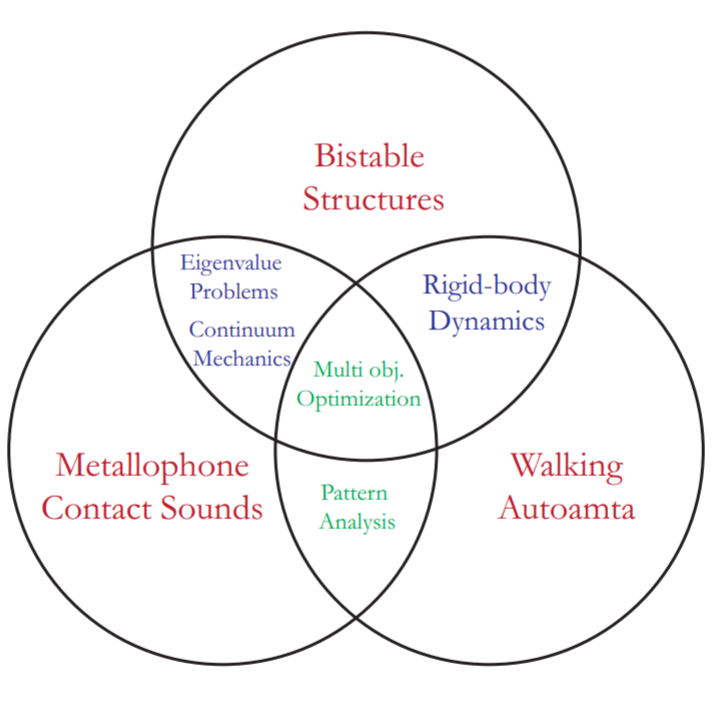 Bistable
Structures
Eigenvalue
Problems
Continuum
Mechanics
Rigid-body
Dynamics
Multi obj.
Optimization
Metallophone
Contact Sounds
Walking
Autoamta
Pattern
Analysis